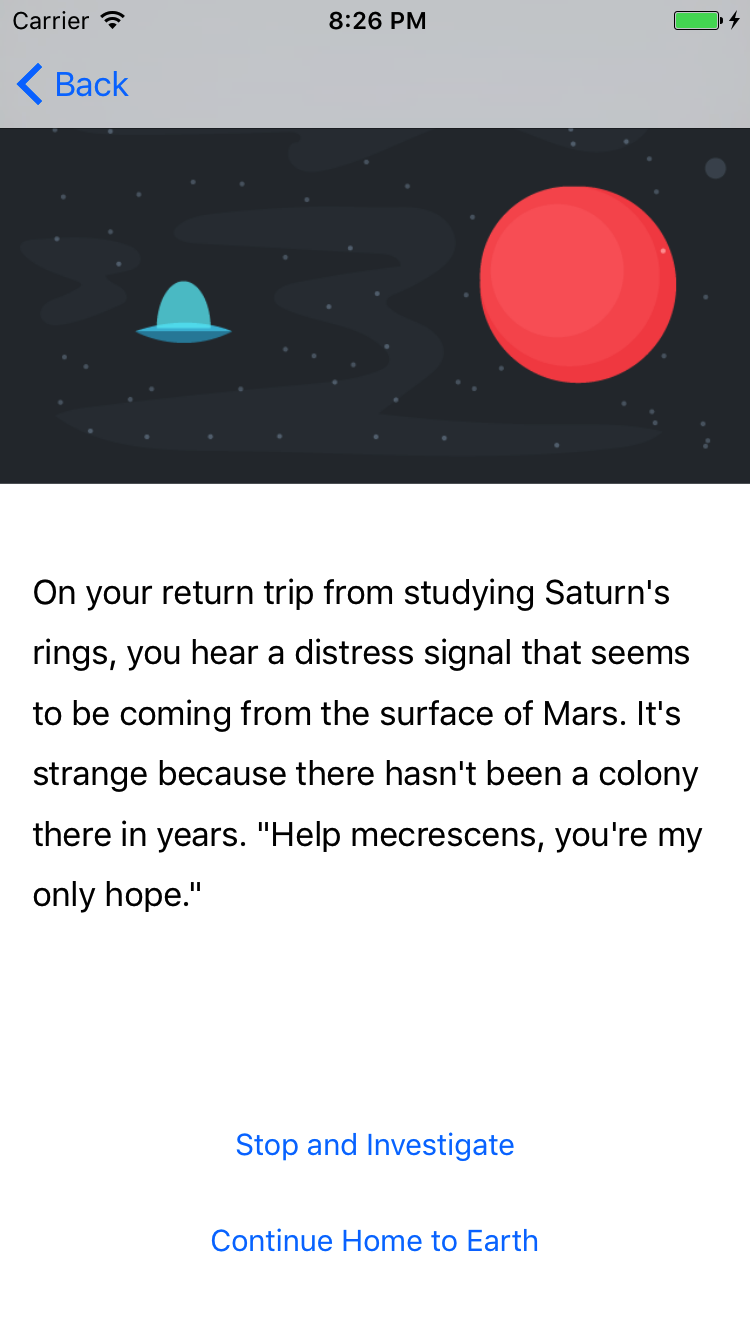 Carrier 8:26 PM
Back
On your return trip from studying Saturn's
rings, you hear a distress signal that seems
to be coming from the surface of Mars. It's
strange because there hasn't been a colony
there in years. "Help mecrescens, you're my
only hope."
Stop and Investigate
Continue Home to Earth